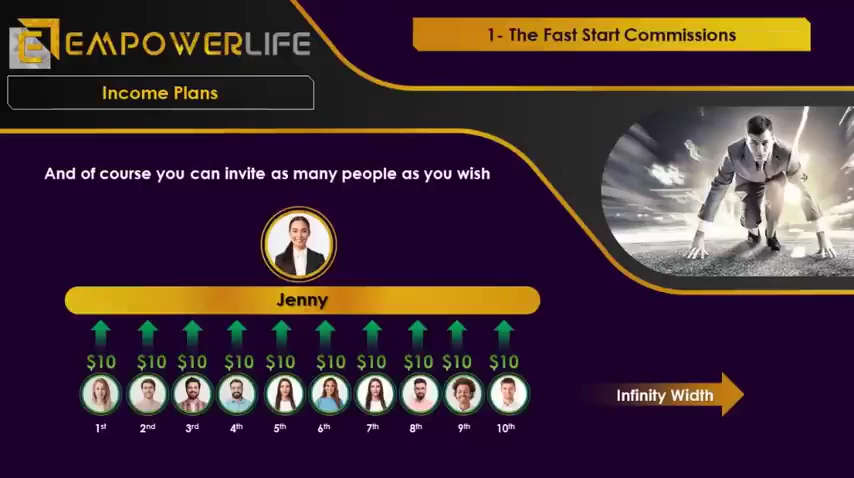 EMPOWERLIFE
1- The Fast Start Commissions
Income Plans
And of course you can invite as many people as you wish
Jenny
$10 $10 $10 $10 $10 $10 $10 $10 $10 $10
1st 2nd 3rd 4th 5th 6th 7th 8th 9th 10th
Infinity Width